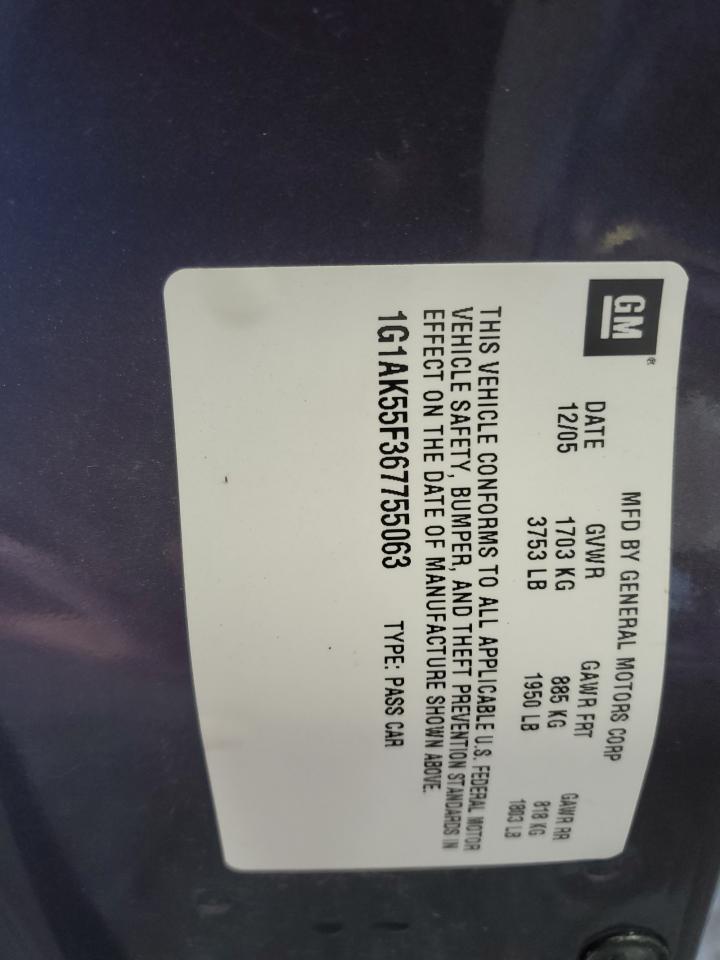 GM
MFD BY GENERAL MOTORS CORP
DATE GVWR GAWR FRT GAWR RR
12/05 1703 KG 885 KG 818 KG
3753 LB 1950 LB 1803 LB
THIS VEHICLE CONFORMS TO ALL APPLICABLE U.S. FEDERAL MOTOR
VEHICLE SAFETY, BUMPER, AND THEFT PREVENTION STANDARDS IN
EFFECT ON THE DATE OF MANUFACTURE SHOWN ABOVE.
1G1AK55F367755063 TYPE: PASS CAR